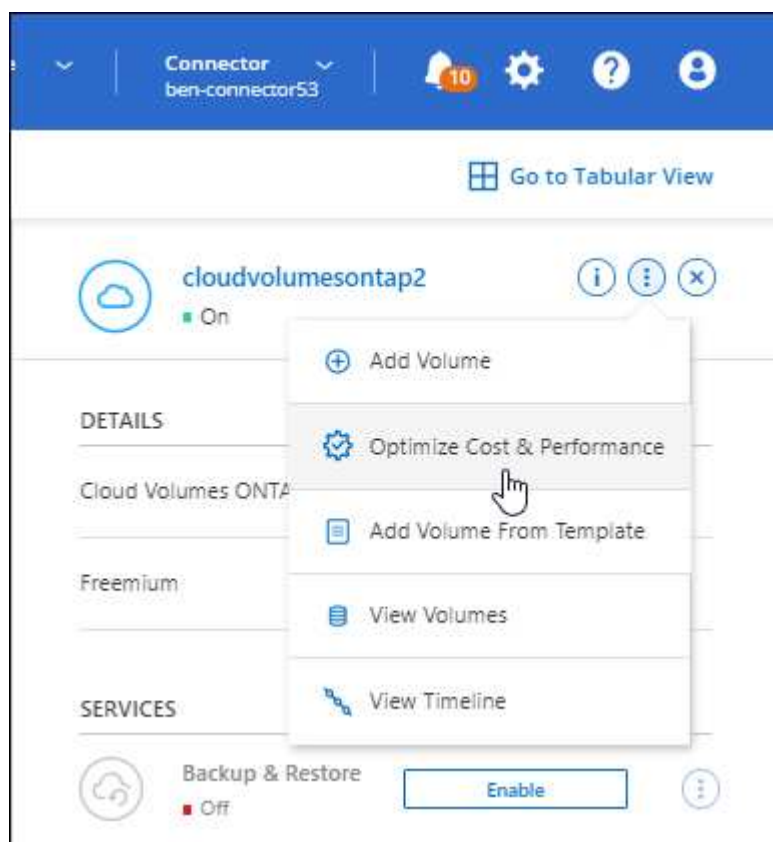 Connector
ben-connector53
10
Go to Tabular View
cloudvolumesontap2
On
Add Volume
DETAILS
Optimize Cost & Performance
Cloud Volumes ONTA
Add Volume From Template
Freemium
View Volumes
View Timeline
SERVICES
Backup & Restore
Off
Enable